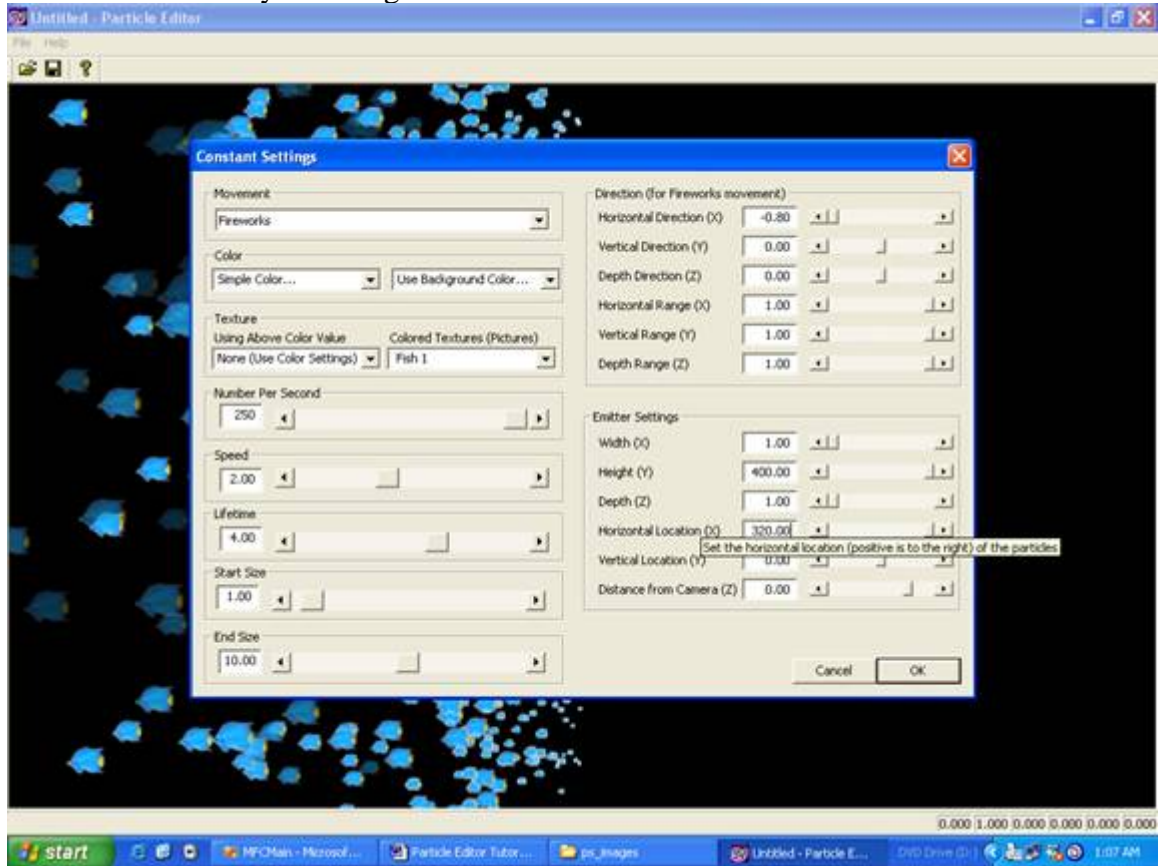 Untitled - Particle Editor
File Help
Constant Settings
Movement
Fireworks
Color
Simple Color...
Use Background Color...
Texture
Using Above Color Value
Colored Textures (Pictures)
None (Use Color Settings)
Fish 1
Number Per Second
250
Speed
2.00
Lifetime
4.00
Start Size
1.00
End Size
10.00
Direction (for Fireworks movement)
Horizontal Direction (X) -0.80
Vertical Direction (Y) 0.00
Depth Direction (Z) 0.00
Horizontal Range (X) 1.00
Vertical Range (Y) 1.00
Depth Range (Z) 1.00
Emitter Settings
Width (X) 1.00
Height (Y) 400.00
Depth (Z) 1.00
Horizontal Location (X) 320.00
Set the horizontal location (positive is to the right) of the particles
Vertical Location (Y) 0.00
Distance from Camera (Z) 0.00
Cancel OK
0.000 1.000 0.000 0.000 0.000 0.000
start
MFCMain - Microsof...
Particle Editor Tutor...
ps_images
Untitled - Particle E...
DVD Drive (D:)
1:07 AM